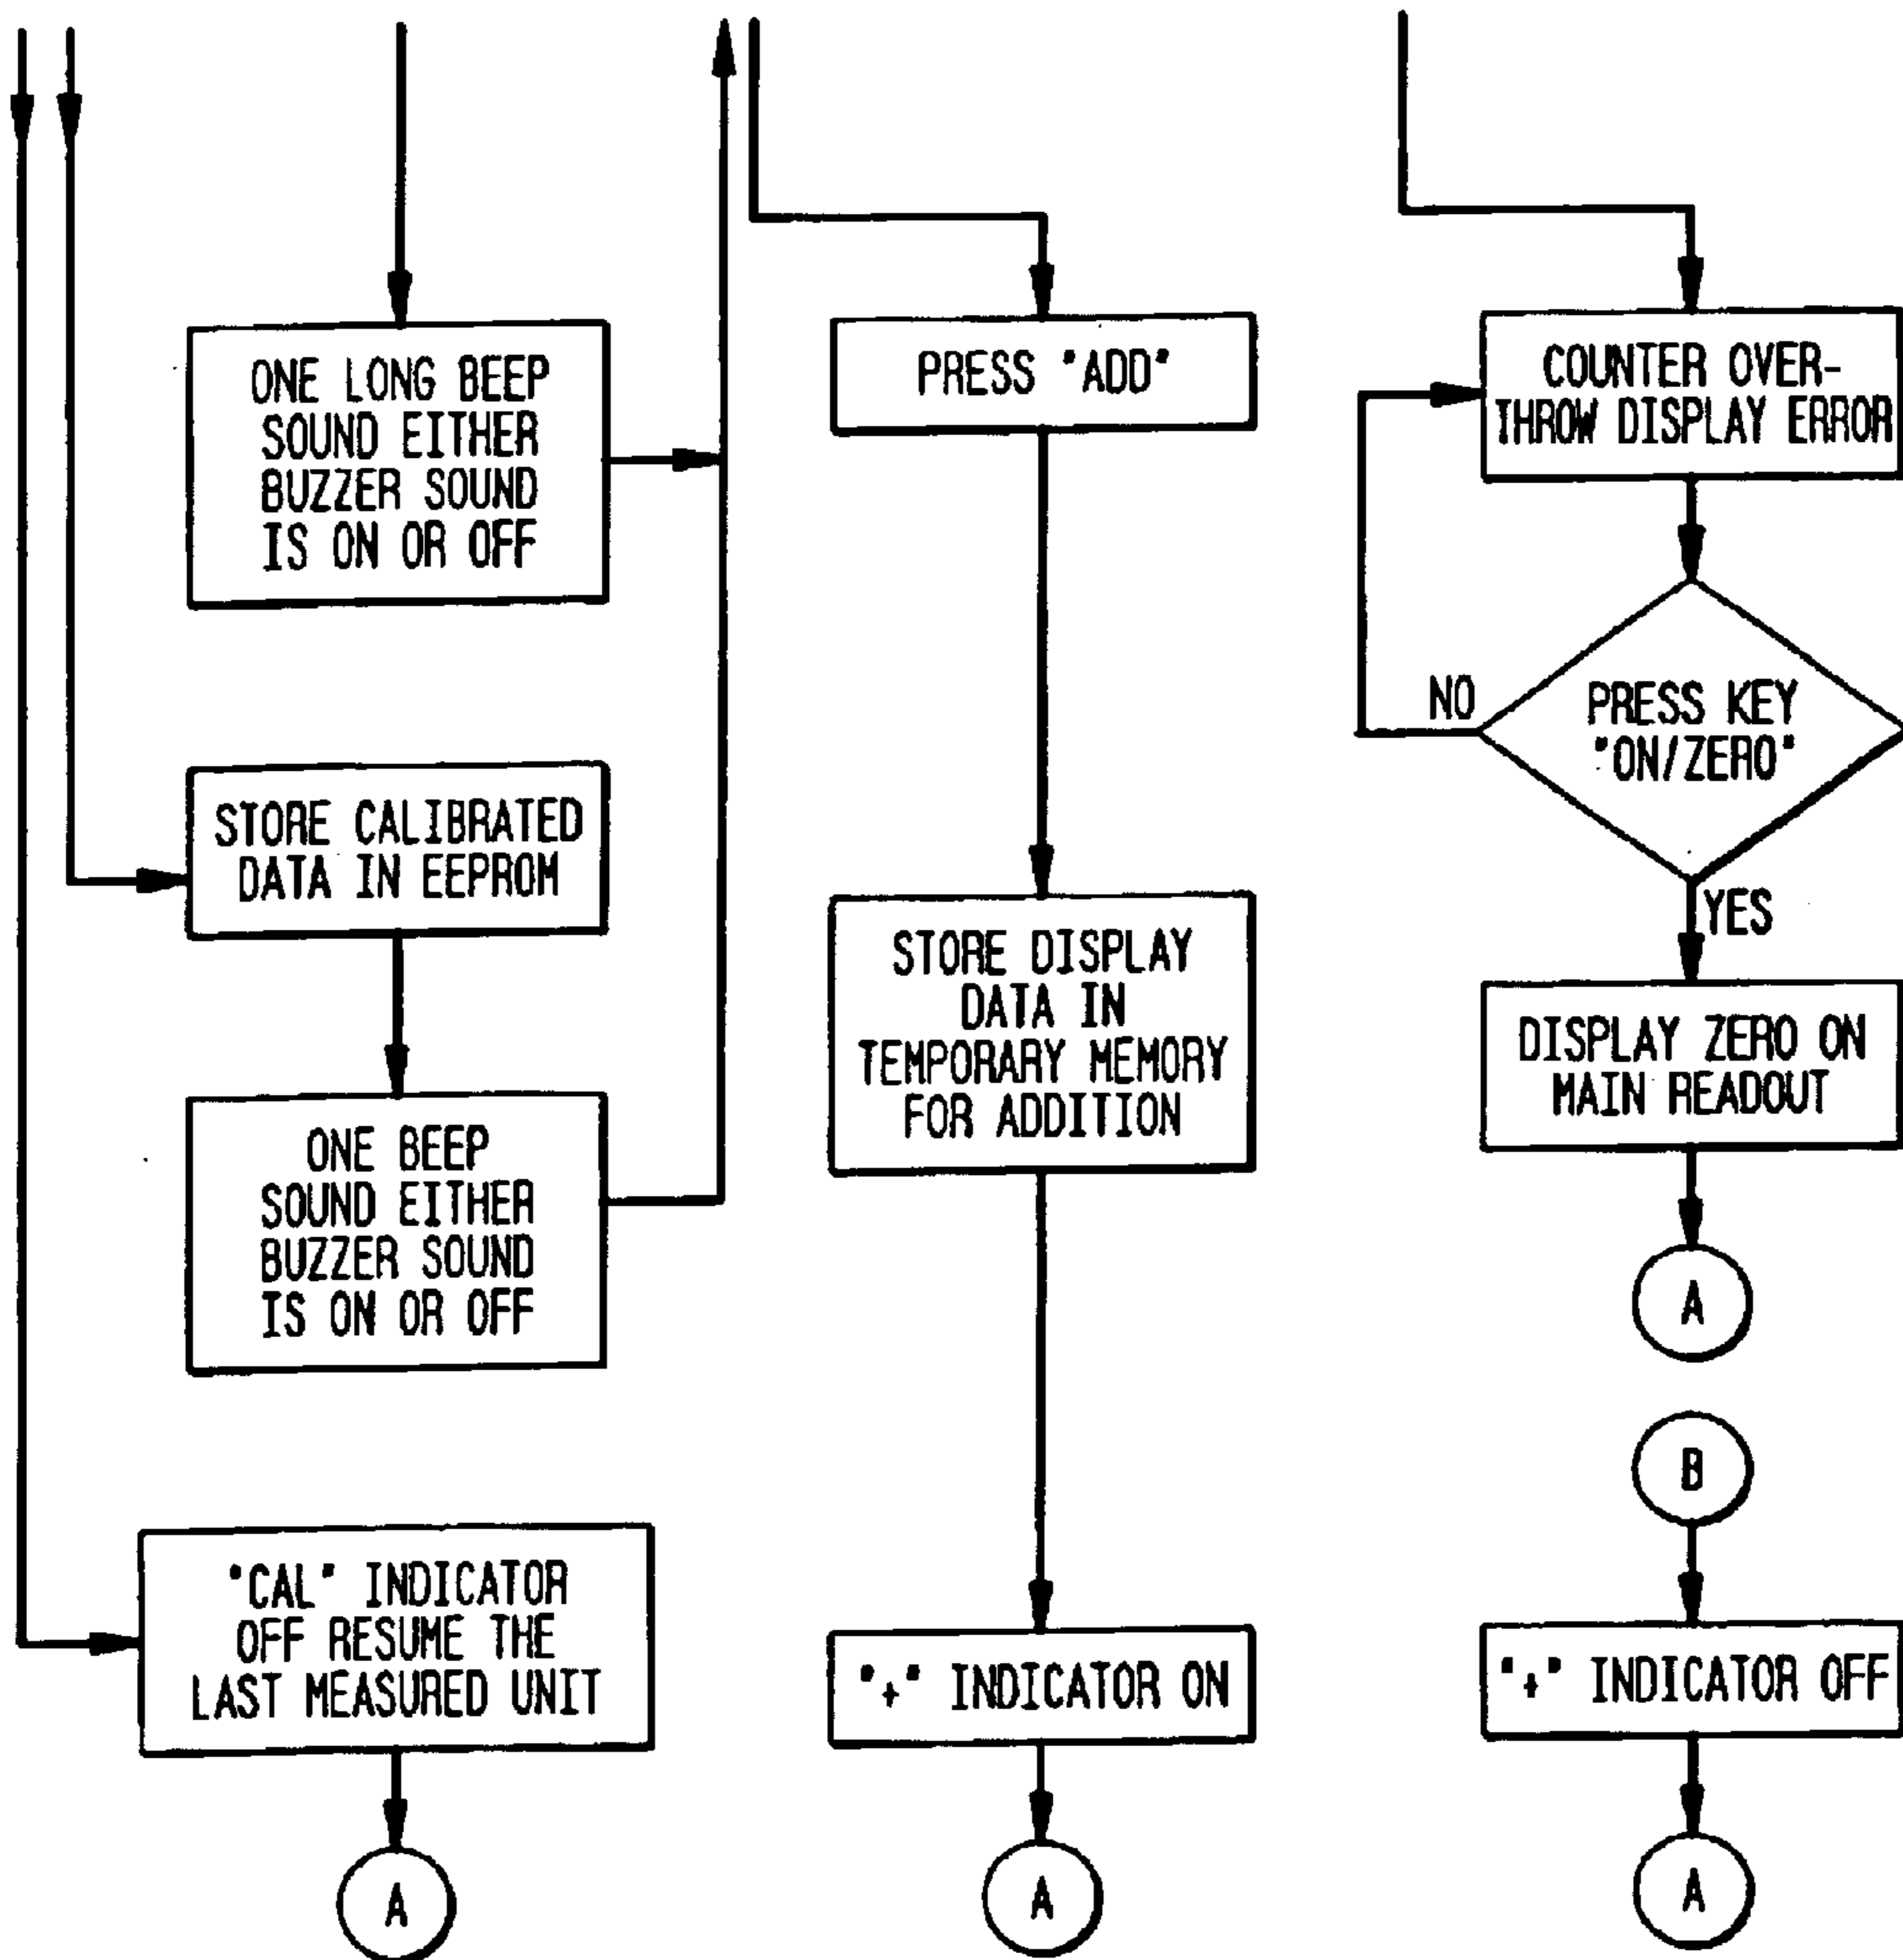 ONE LONG BEEP
SOUND EITHER
BUZZER SOUND
IS ON OR OFF
STORE CALIBRATED
DATA IN EEPROM
ONE BEEP
SOUND EITHER
BUZZER SOUND
IS ON OR OFF
"CAL" INDICATOR
OFF RESUME THE
LAST MEASURED UNIT
A
PRESS "ADD"
STORE DISPLAY
DATA IN
TEMPORARY MEMORY
FOR ADDITION
"+" INDICATOR ON
A
COUNTER OVER-
THROW DISPLAY ERROR
NO
PRESS KEY
"ON/ZERO"
YES
DISPLAY ZERO ON
MAIN READOUT
A
B
"+" INDICATOR OFF
A